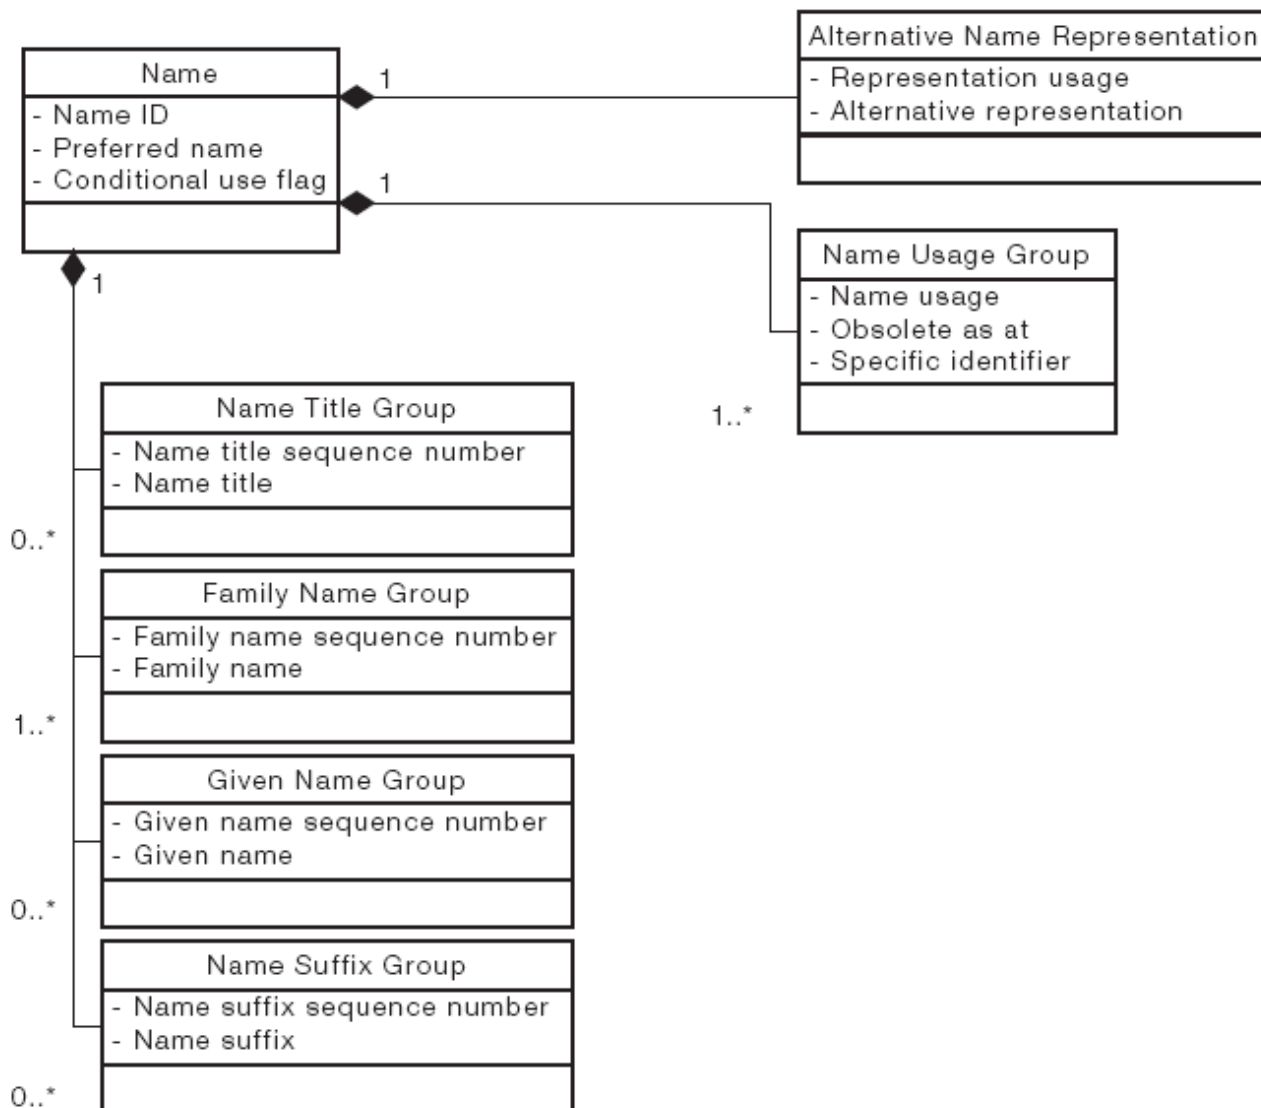 Name
- Name ID
- Preferred name
- Conditional use flag
1
1
1
Alternative Name Representation
- Representation usage
- Alternative representation
Name Usage Group
- Name usage
- Obsolete as at
- Specific identifier
1..*
Name Title Group
- Name title sequence number
- Name title
0..*
Family Name Group
- Family name sequence number
- Family name
1..*
Given Name Group
- Given name sequence number
- Given name
0..*
Name Suffix Group
- Name suffix sequence number
- Name suffix
0..*